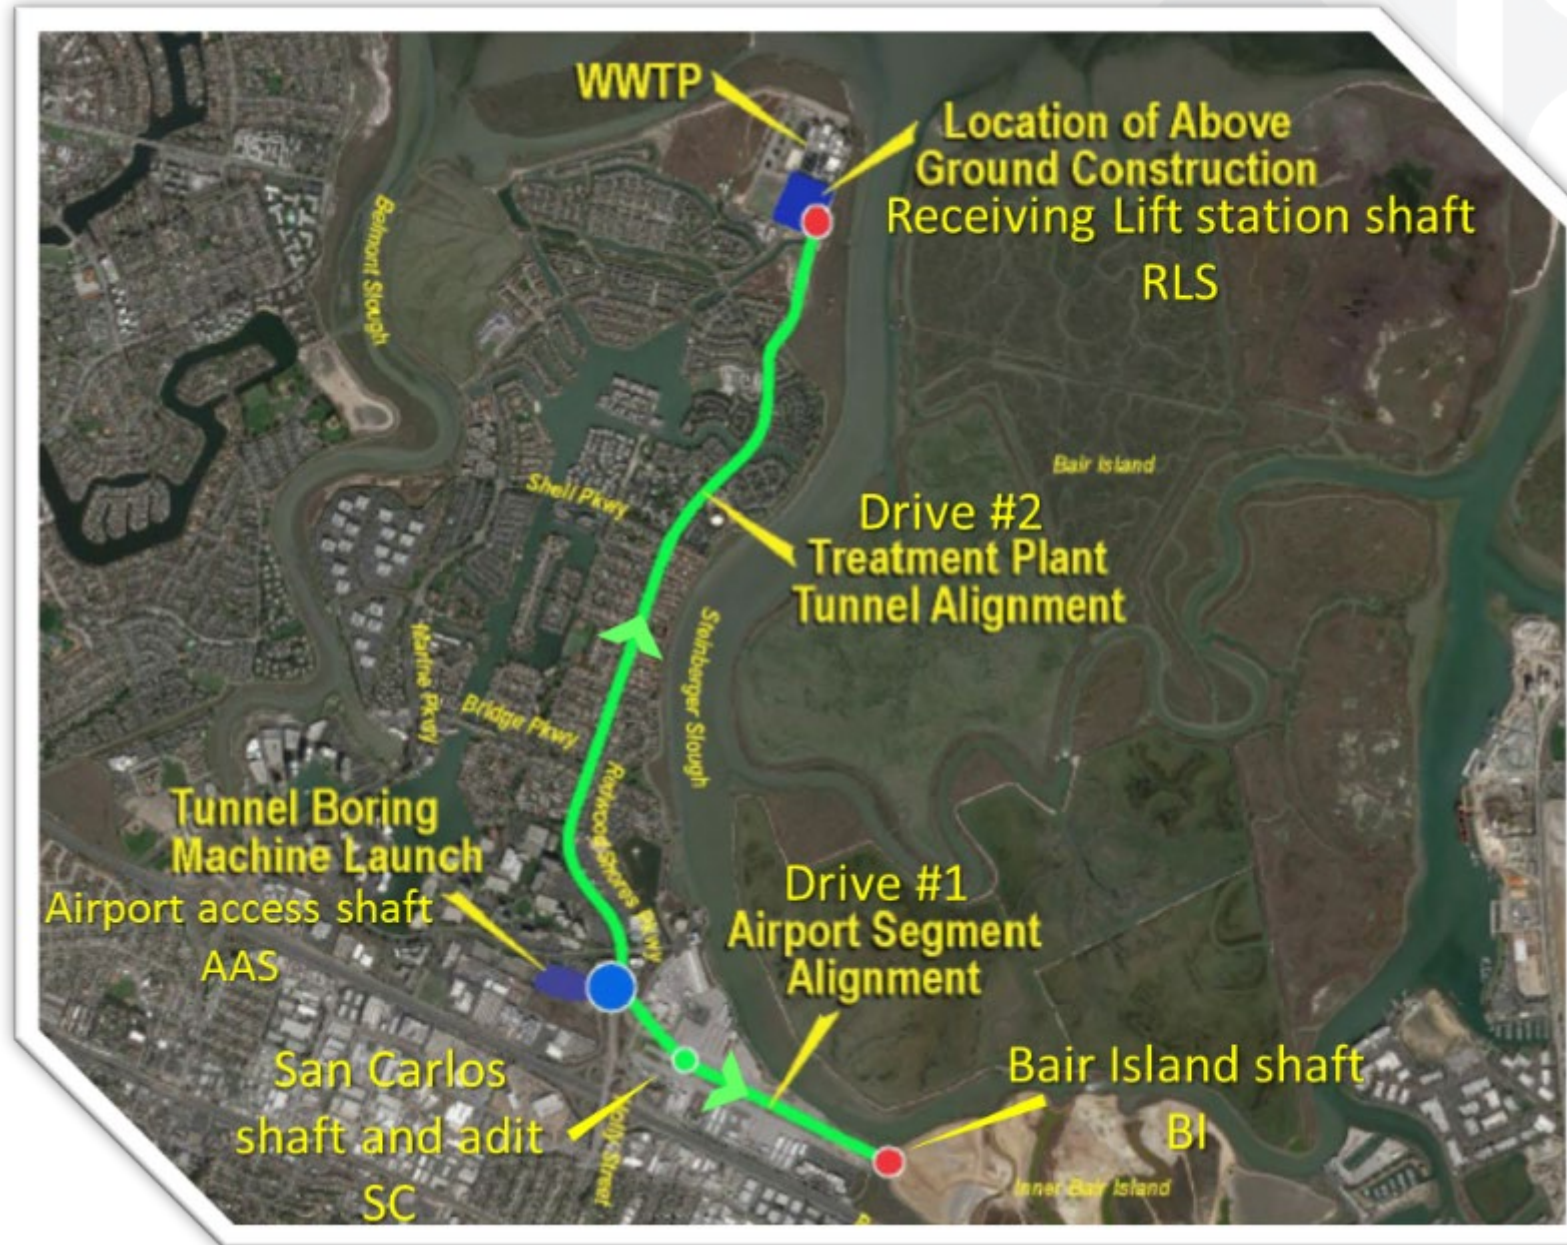 WWTP
Location of Above
Ground Construction
Receiving Lift station shaft
RLS
Belmont Slough
Bair Island
Shell Pkwy
Drive #2
Treatment Plant
Tunnel Alignment
Steinberger Slough
Marine Pkwy
Bridge Pkwy
Redwood Shores Pkwy
Tunnel Boring
Machine Launch
Airport access shaft
AAS
Drive #1
Airport Segment
Alignment
San Carlos
shaft and adit
SC
Holly Street
Bair Island shaft
BI
Inner Bair Island